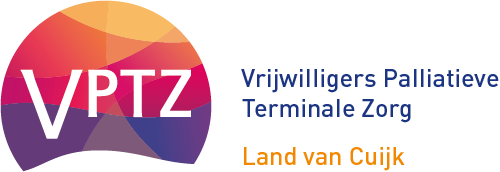 VPTZ
Vrijwilligers Palliatieve
Terminale Zorg
Land van Cuijk